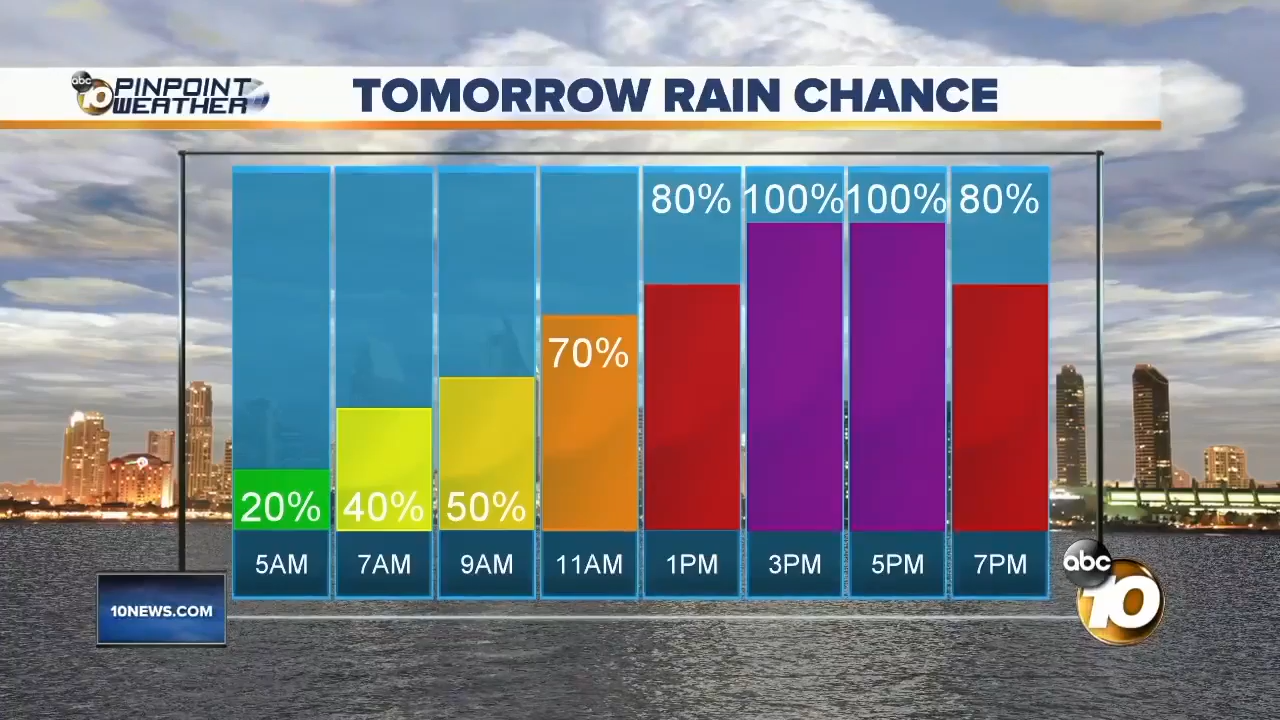 abc
10 PINPOINT
WEATHER
TOMORROW RAIN CHANCE
80% 100% 100% 80%
70%
20% 40% 50%
5AM 7AM 9AM 11AM 1PM 3PM 5PM 7PM
10NEWS.COM
abc
10